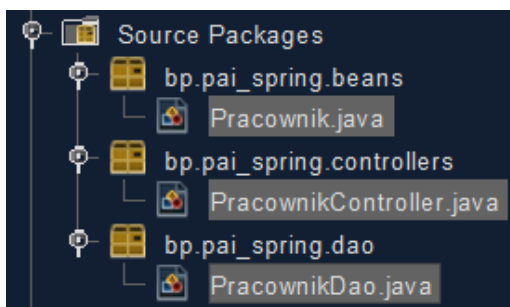 Source Packages
bp.pai_spring.beans
Pracownik.java
bp.pai_spring.controllers
PracownikController.java
bp.pai_spring.dao
PracownikDao.java